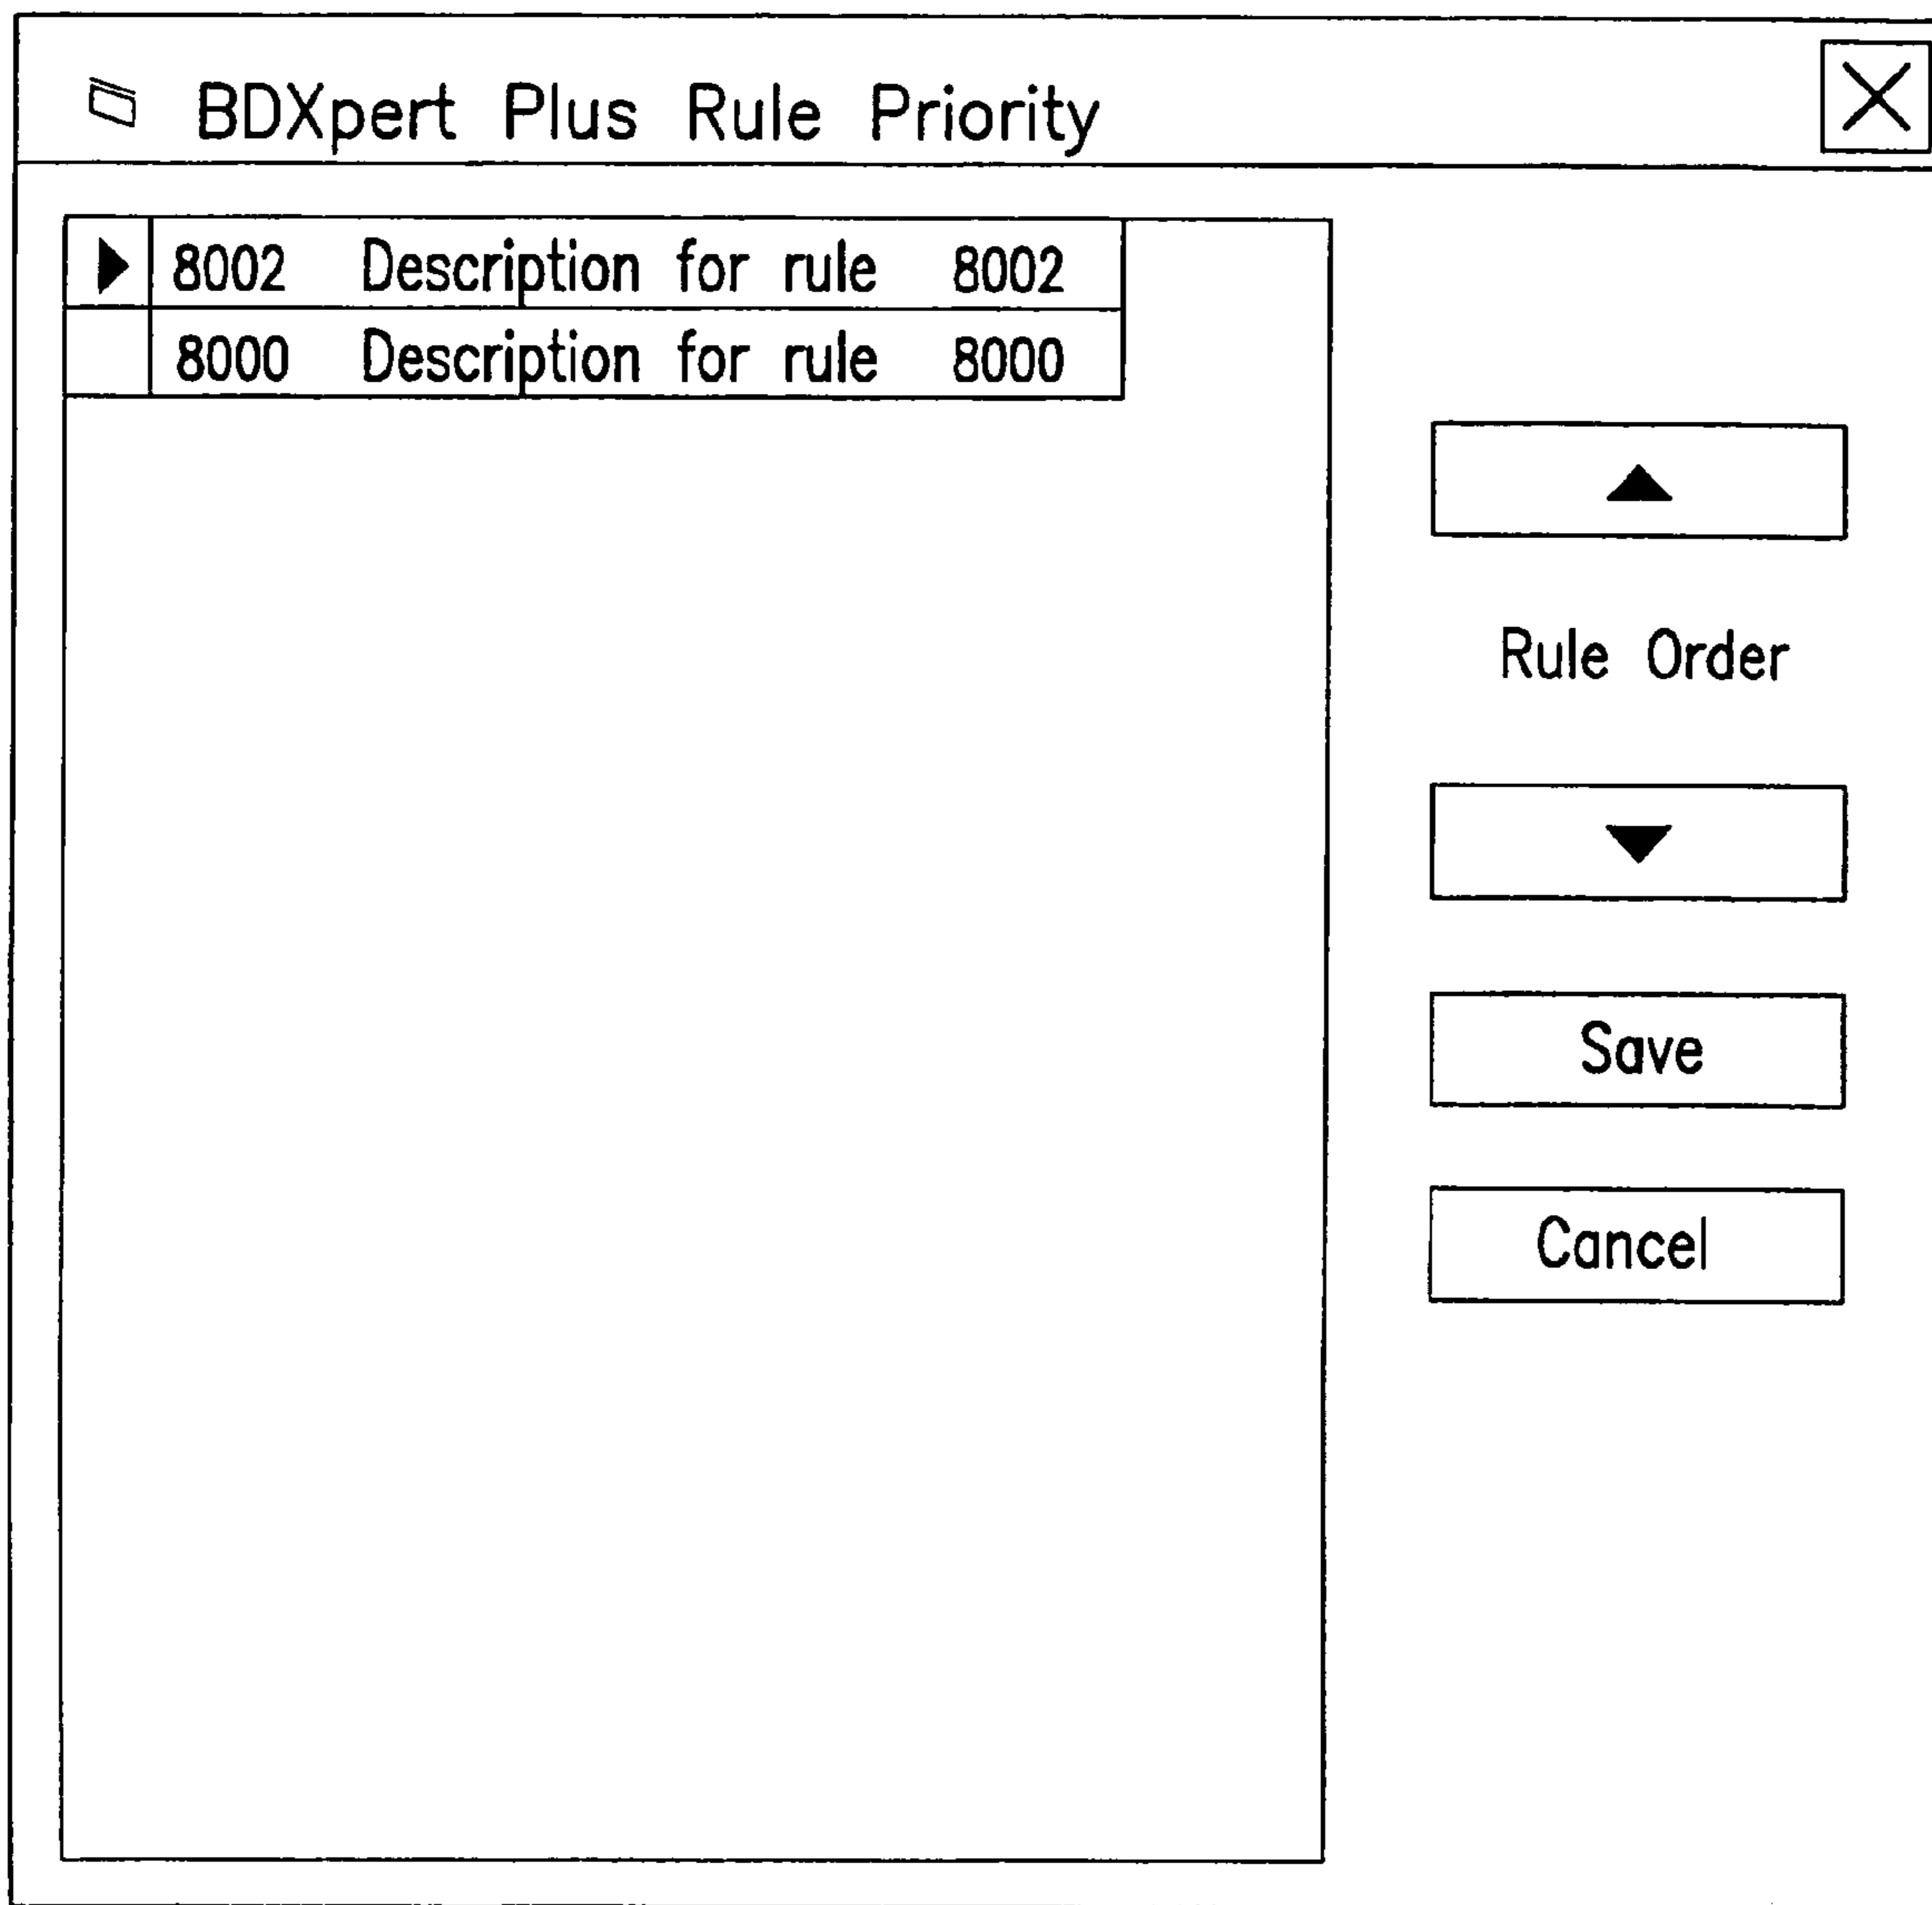 BDXpert Plus Rule Priority
8002 Description for rule 8002
8000 Description for rule 8000
Rule Order
Save
Cancel